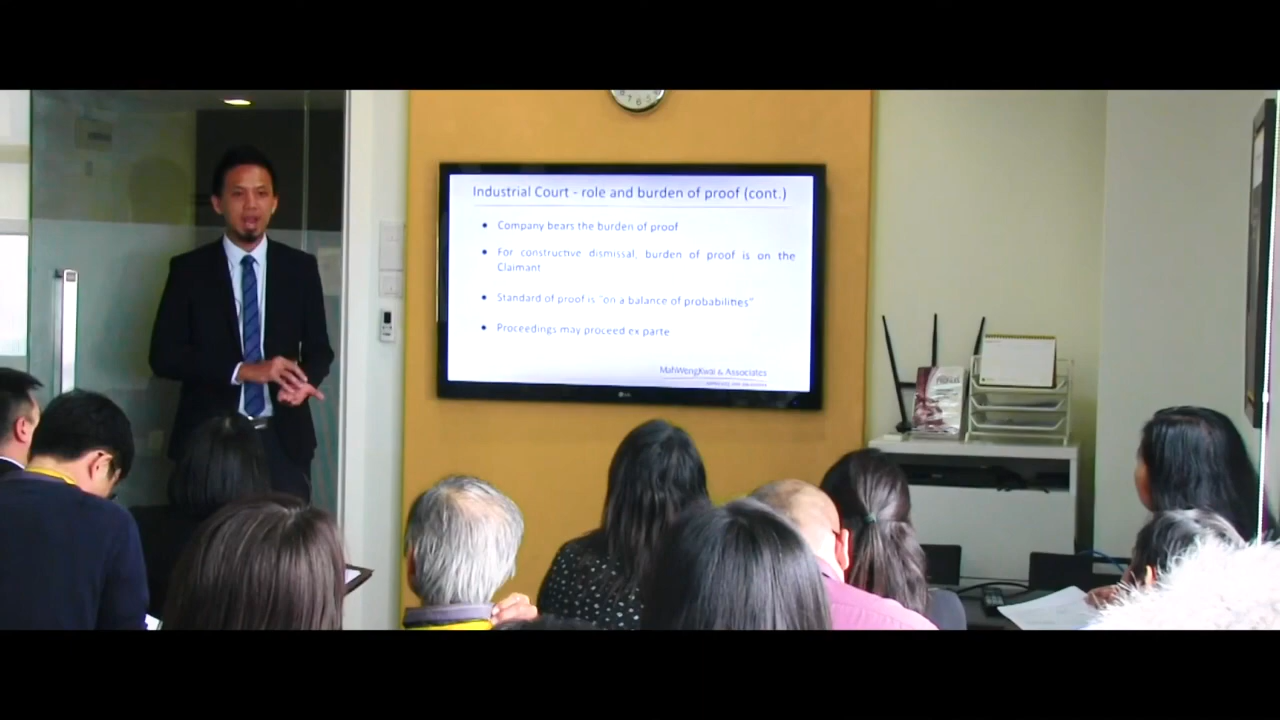 Industrial Court - role and burden of proof (cont.)
Company bears the burden of proof
For constructive dismissal, burden of proof is on the
Claimant
Standard of proof is "on a balance of probabilities"
Proceedings may proceed ex parte
MahWengKwai & Associates